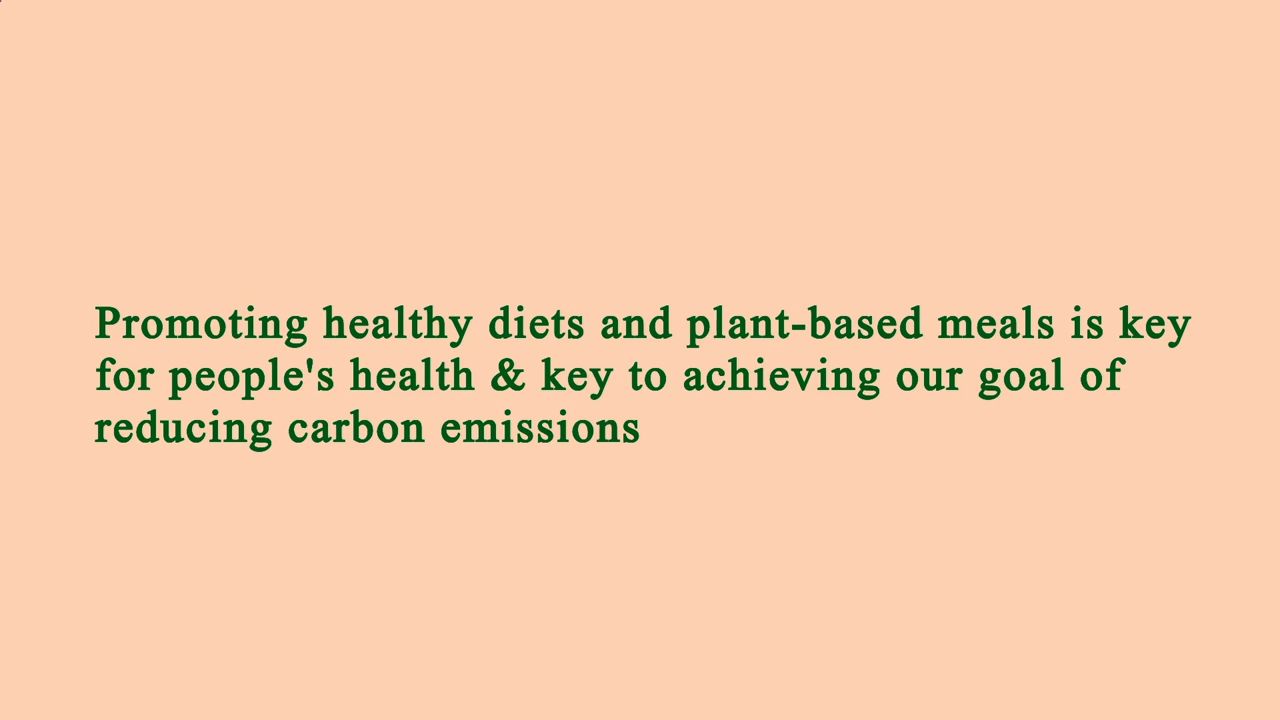 Promoting healthy diets and plant-based meals is key
for people's health & key to achieving our goal of
reducing carbon emissions